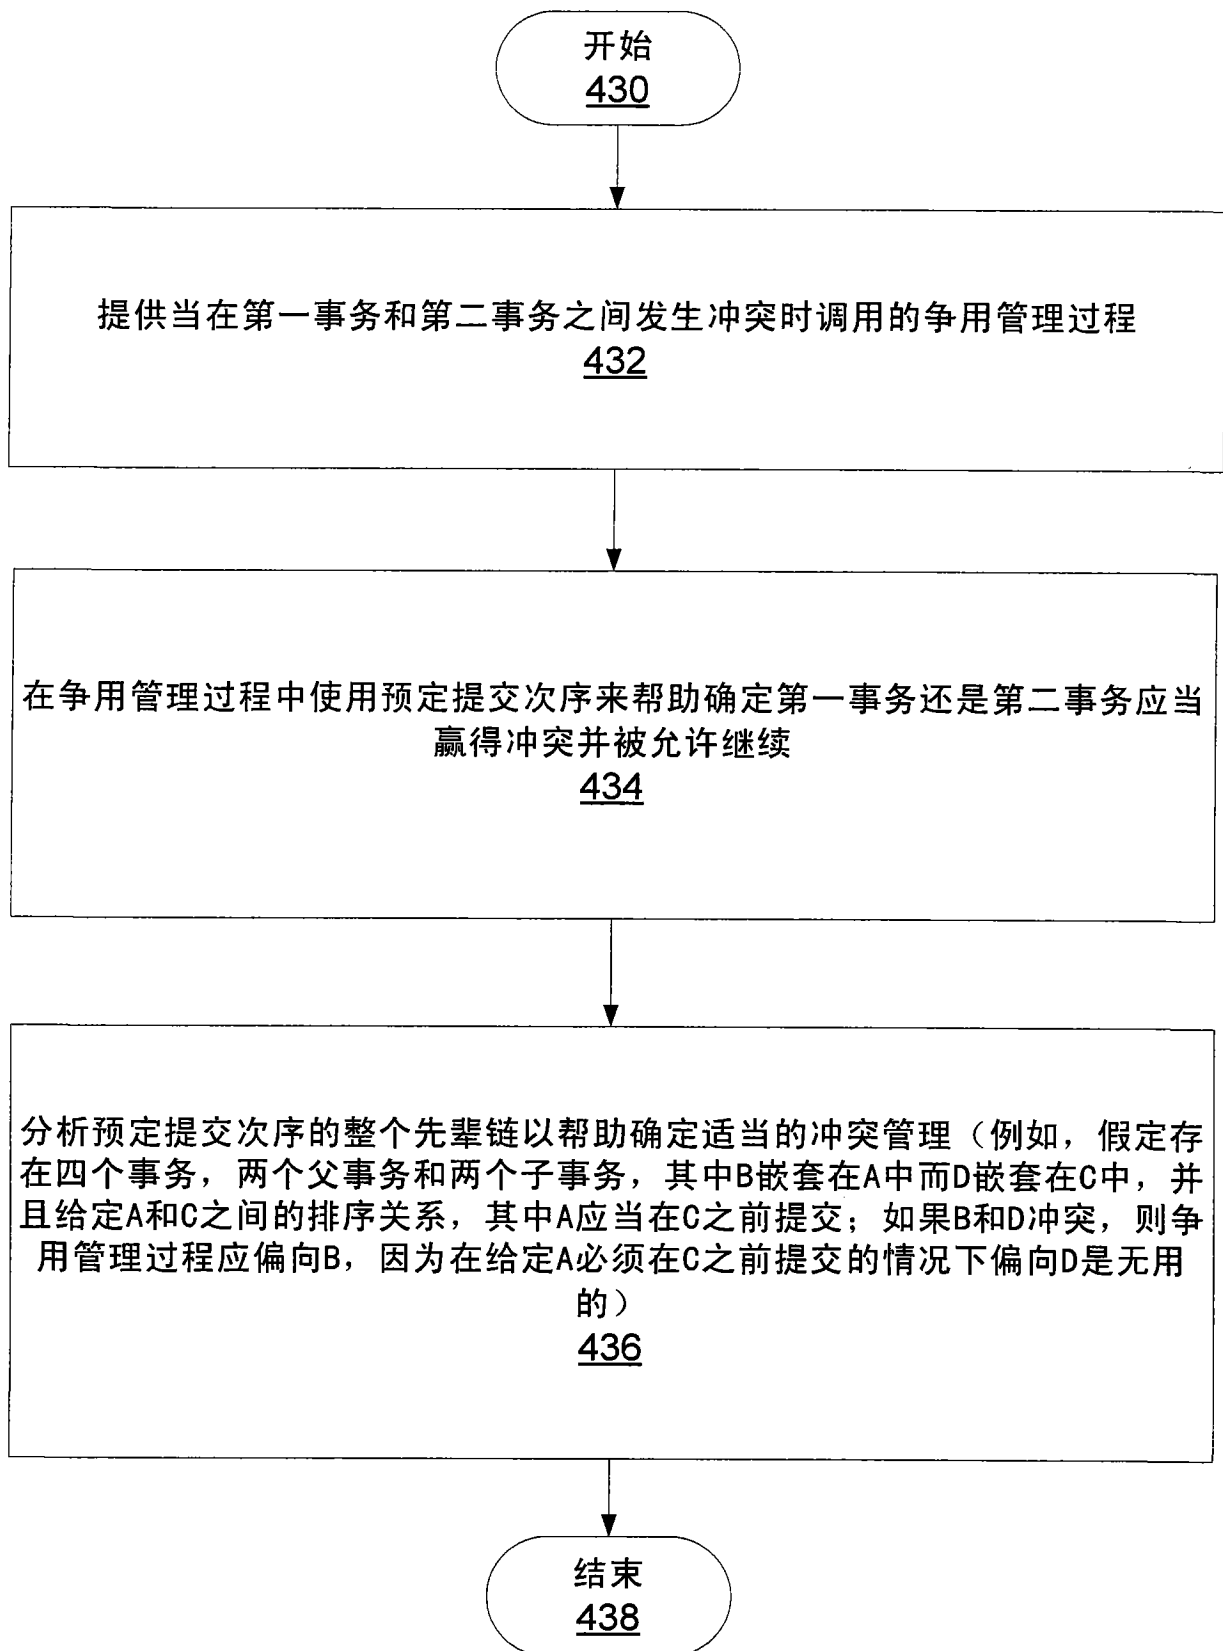 开始
430
提供当在第一事务和第二事务之间发生冲突时调用的争用管理过程
432
在争用管理过程中使用预定提交次序来帮助确定第一事务还是第二事务应当
赢得冲突并被允许继续
434
分析预定提交次序的整个先辈链以帮助确定适当的冲突管理（例如，假定存
在四个事务，两个父事务和两个子事务，其中B嵌套在A中而D嵌套在C中，并
且给定A和C之间的排序关系，其中A应当在C之前提交；如果B和D冲突，则争
用管理过程应偏向B，因为在给定A必须在C之前提交的情况下偏向D是无用
的）
436
结束
438